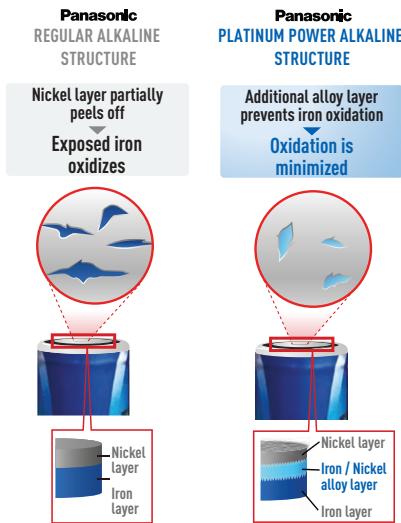 Panasonic
REGULAR ALKALINE
STRUCTURE
Nickel layer partially
peels off
Exposed iron
oxidizes
Nickel
layer
Iron
layer
Panasonic
PLATINUM POWER ALKALINE
STRUCTURE
Additional alloy layer
prevents iron oxidation
Oxidation is
minimized
Nickel layer
Iron / Nickel
alloy layer
Iron layer